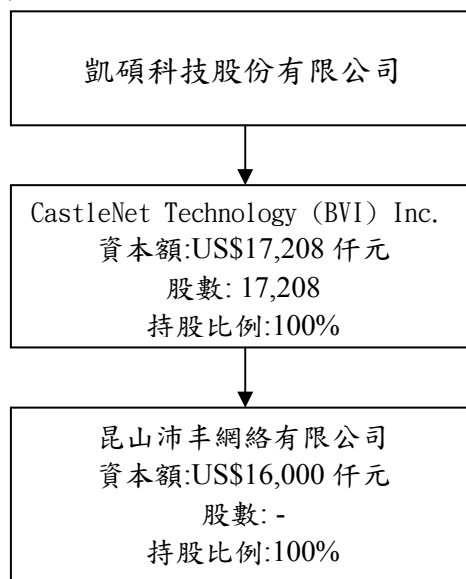 凱碩科技股份有限公司
CastleNet Technology (BVI) Inc.
資本額:US$17,208 仟元
股數: 17,208
持股比例:100%
昆山沛丰網絡有限公司
資本額:US$16,000 仟元
股數: -
持股比例:100%